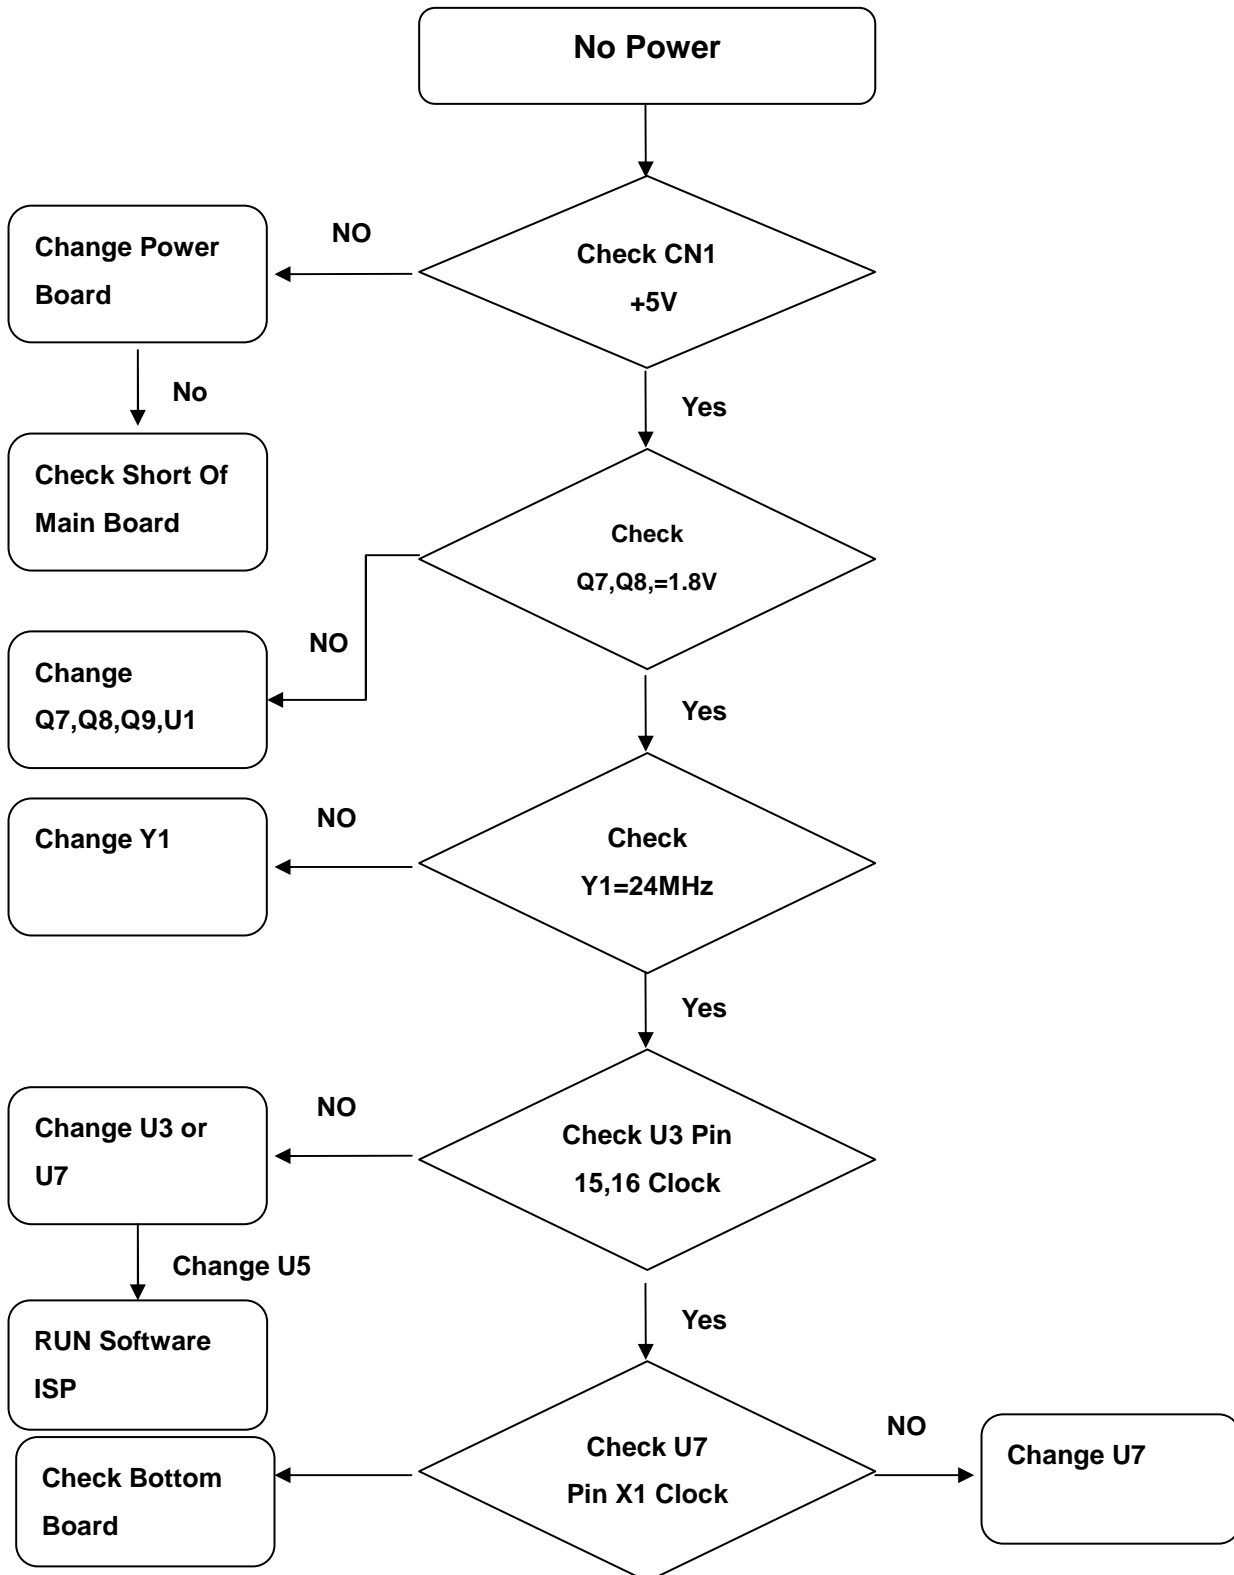 No Power
Check CN1
+5V
NO
Change Power
Board
No
Check Short Of
Main Board
Yes
Check
Q7,Q8,=1.8V
NO
Change
Q7,Q8,Q9,U1
Yes
Check
Y1=24MHz
NO
Change Y1
Yes
Check U3 Pin
15,16 Clock
NO
Change U3 or
U7
Change U5
RUN Software
ISP
Yes
Check U7
Pin X1 Clock
NO
Change U7
Check Bottom
Board